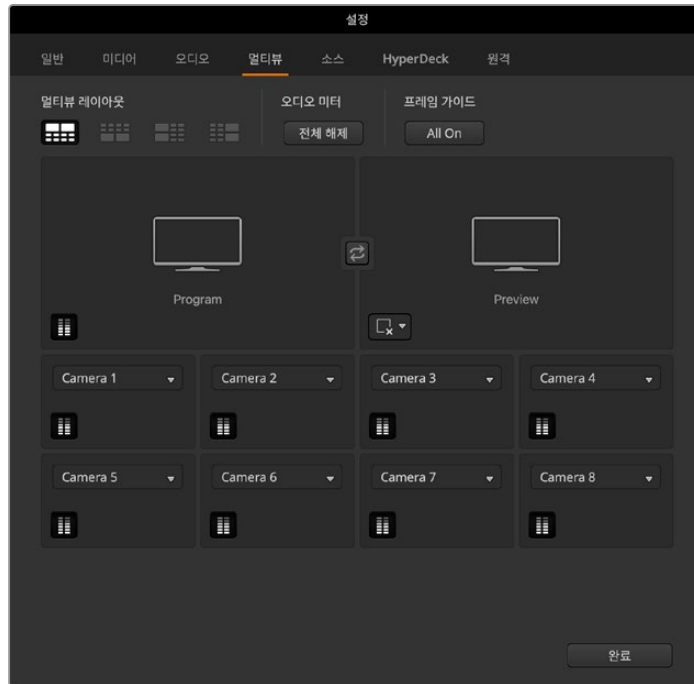 설정
일반 미디어 오디오 멀티뷰 소스 HyperDeck 원격
멀티뷰 레이아웃 오디오 미터 프레임 가이드
전체 해제 All On
Program Preview
Camera 1 Camera 2 Camera 3 Camera 4
Camera 5 Camera 6 Camera 7 Camera 8
완료